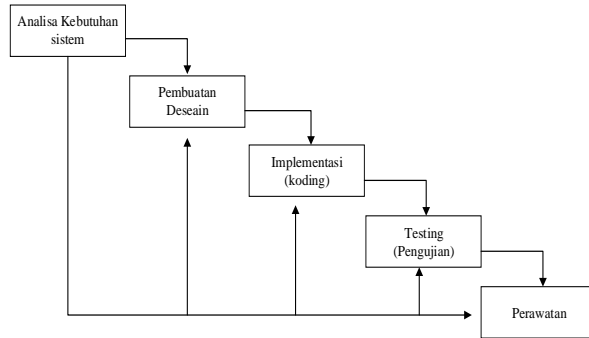 Analisa Kebutuhan
sistem
Pembuatan
Deseain
Implementasi
(koding)
Testing
(Pengujian)
Perawatan